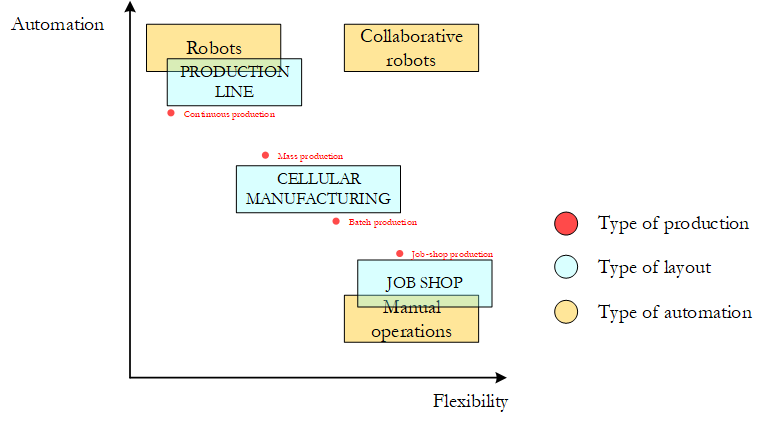 Automation
Robots
Collaborative
robots
PRODUCTION
LINE
Continuous production
Mass production
CELLULAR
MANUFACTURING
Batch production
Type of production
Job-shop production
Type of layout
JOB SHOP
Manual
operations
Type of automation
Flexibility